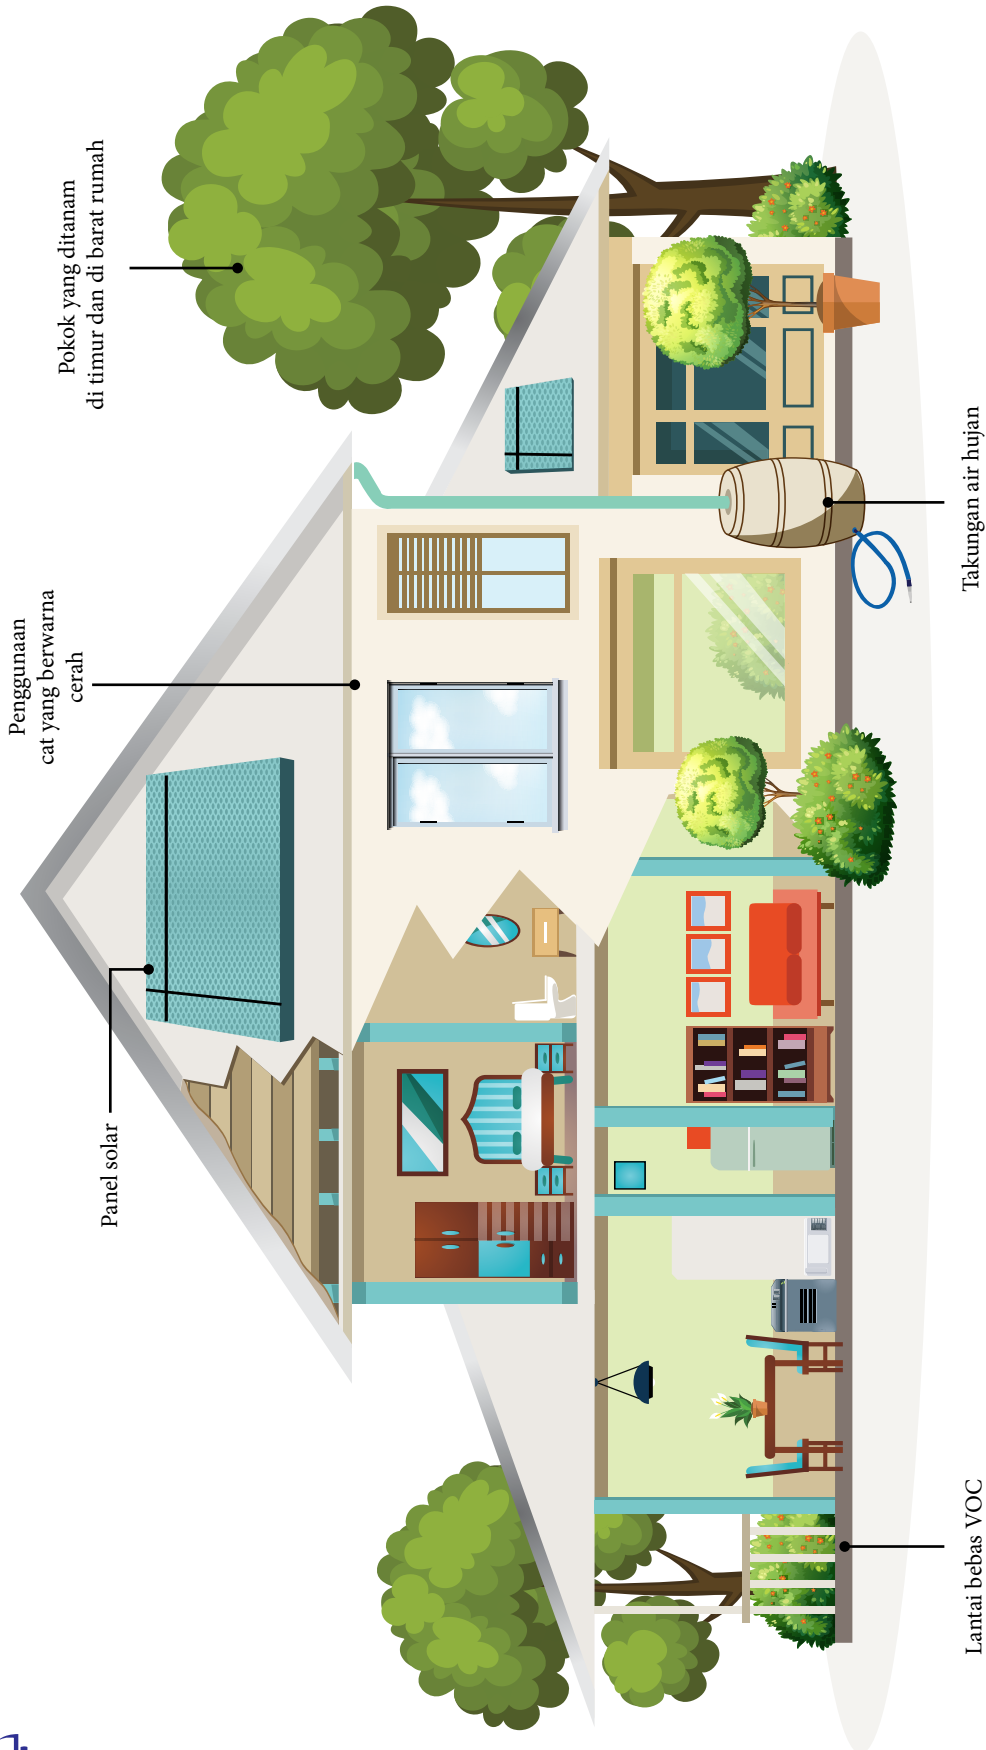 Panel solar
Penggunaan
cat yang berwarna
cerah
Pokok yang ditanam
di timur dan di barat rumah
Lantai bebas VOC
Takungan air hujan